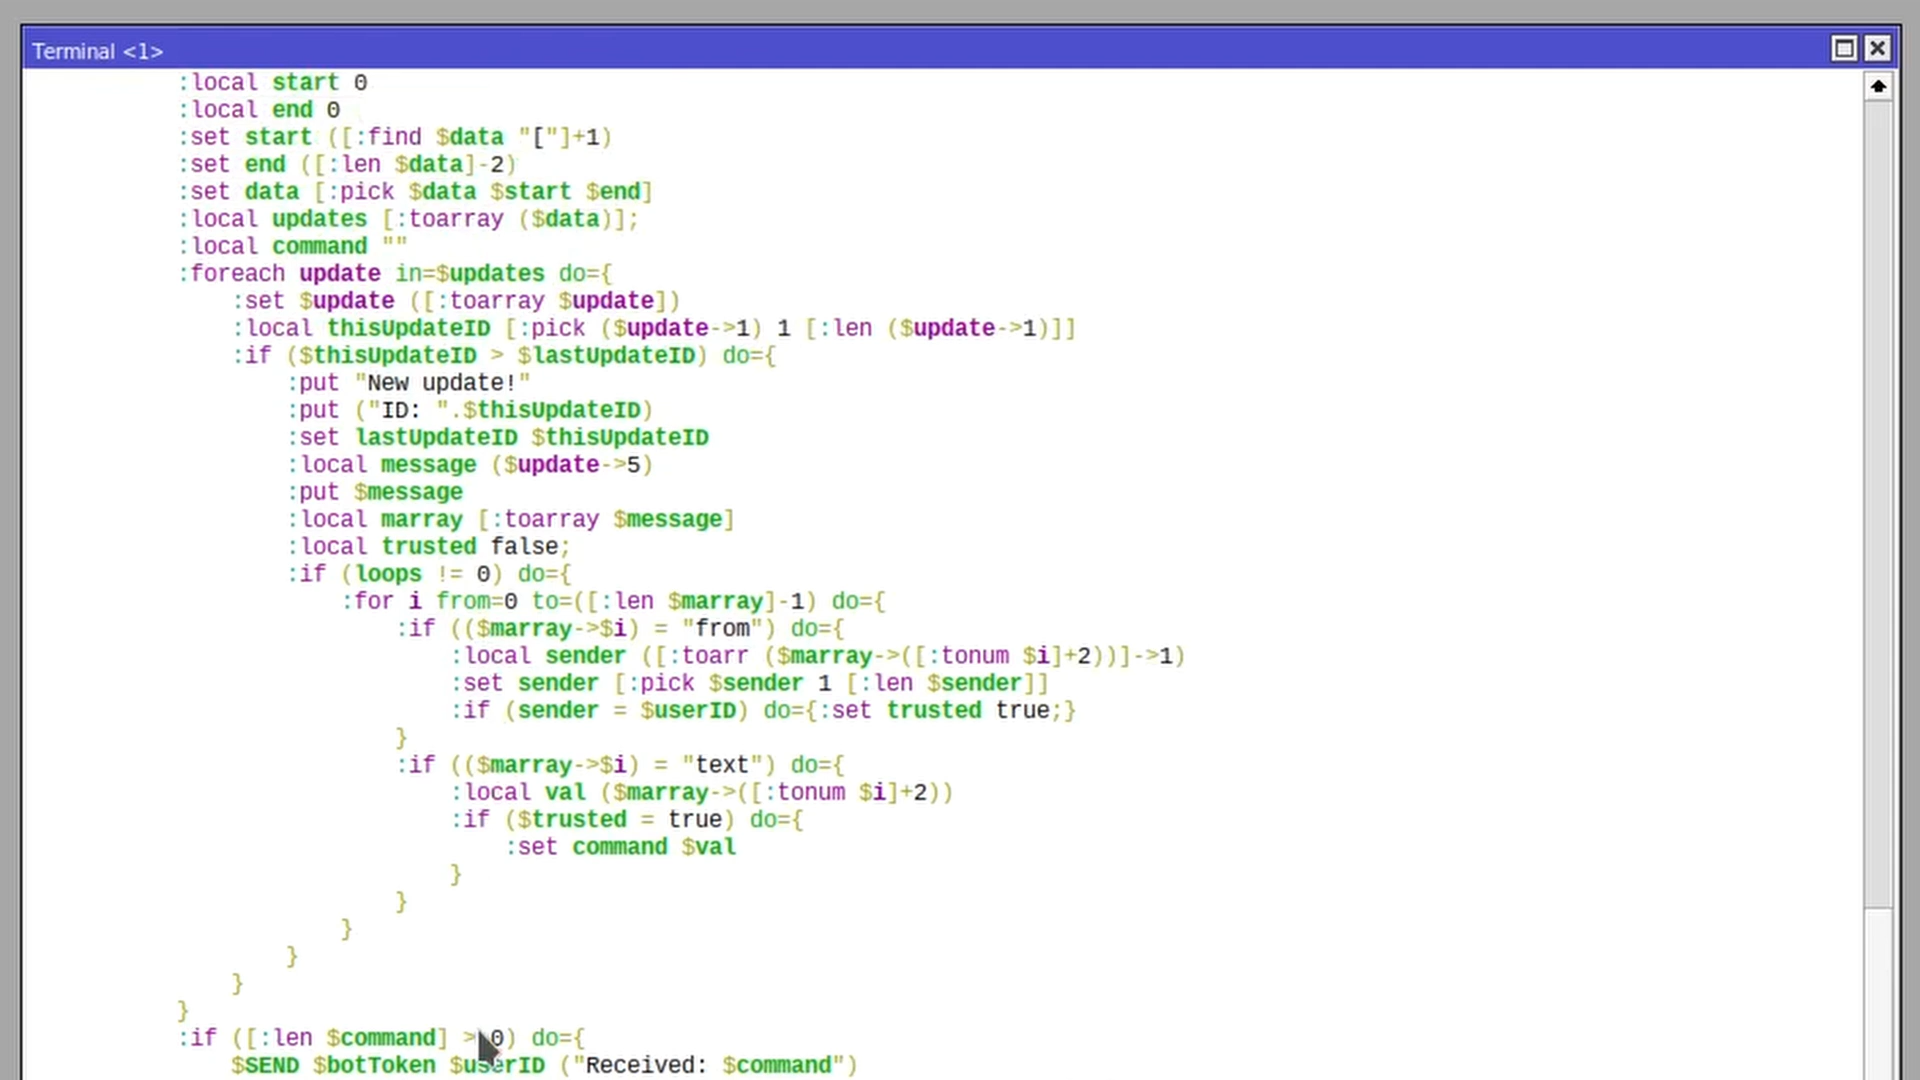 Terminal <1>
:local start 0
:local end 0
:set start ([:find $data "["]+1)
:set end ([:len $data]-2)
:set data [:pick $data $start $end]
:local updates [:toarray ($data)];
:local command ""
:foreach update in=$updates do={
:set $update ([:toarray $update])
:local thisUpdateID [:pick ($update->1) 1 [:len ($update->1)]]
:if ($thisUpdateID > $lastUpdateID) do={
:put "New update!"
:put ("ID: ".$thisUpdateID)
:set lastUpdateID $thisUpdateID
:local message ($update->5)
:put $message
:local marray [:toarray $message]
:local trusted false;
:if (loops != 0) do={
:for i from=0 to=([:len $marray]-1) do={
:if (($marray->$i) = "from") do={
:local sender ([:toarr ($marray->([:tonum $i]+2))]->1)
:set sender [:pick $sender 1 [:len $sender]]
:if (sender = $userID) do={:set trusted true;}
}
:if (($marray->$i) = "text") do={
:local val ($marray->([:tonum $i]+2))
:if ($trusted = true) do={
:set command $val
}
}
}
}
}
}
:if ([:len $command] > 0) do={
$SEND $botToken $userID ("Received: $command")